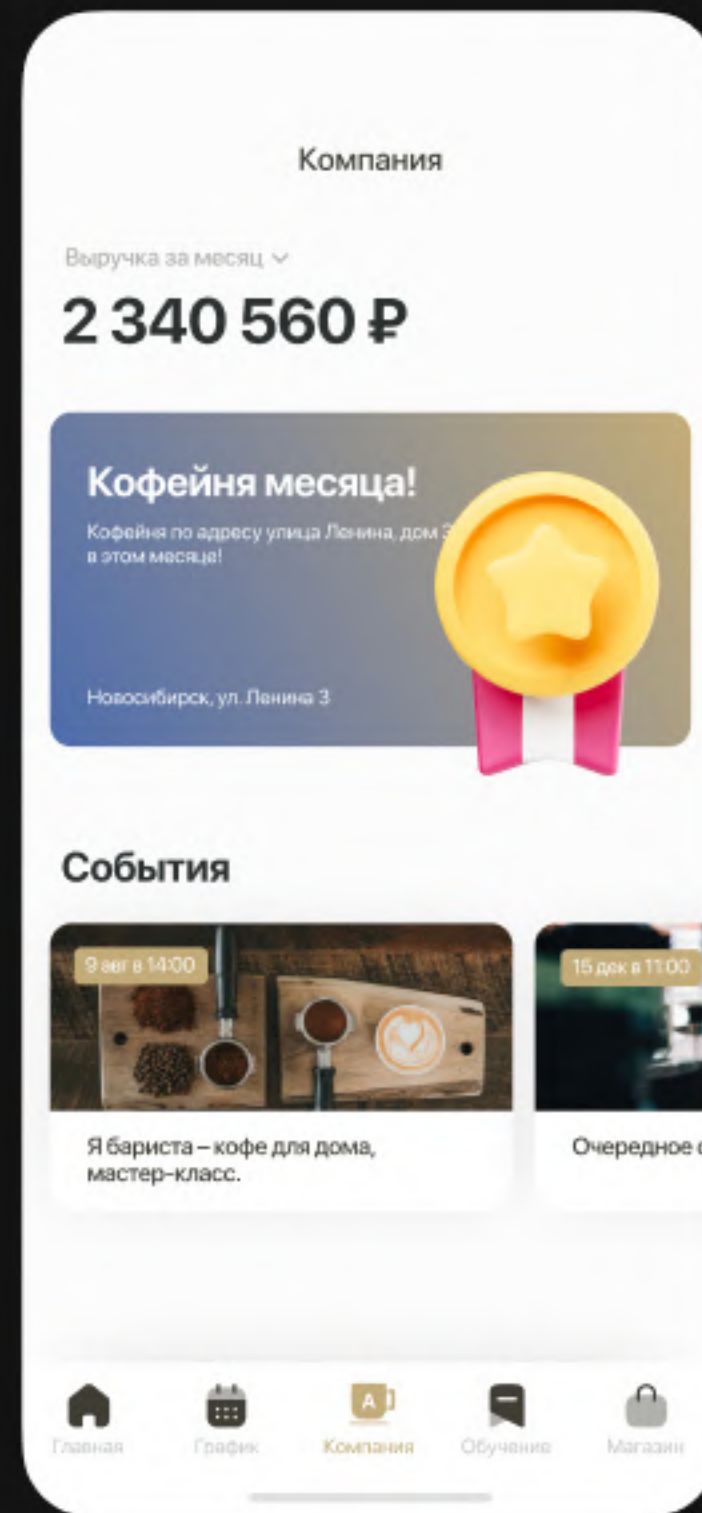 Компания
Выручка за месяц
2 340 560 ₽
Кофейня месяца!
Кофейня по адресу улица Ленина, дом 3
в этом месяце!
Новосибирск, ул. Ленина 3
События
9 авг в 14:00
15 дек в 11:00
Я бариста – кофе для дома,
мастер-класс.
Очередное
A
Главная
График
Компания
Обучение
Магазин